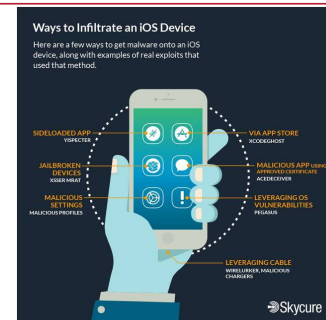 Ways to Infiltrate an iOS Device
Here are a few ways to get malware onto an iOS
device, along with examples of real exploits that
used that method.
SIDELOADED APP
YISPECTER
VIA APP STORE
XCODEGHOST
JAILBROKEN
DEVICES
XSSER MRAT
MALICIOUS APP USING
APPROVED CERTIFICATE
ACEDECEIVER
MALICIOUS
SETTINGS
MALICIOUS PROFILES
LEVERAGING OS
VULNERABILITIES
PEGASUS
LEVERAGING CABLE
WIRELURKER, MALICIOUS
CHARGERS
Skycure